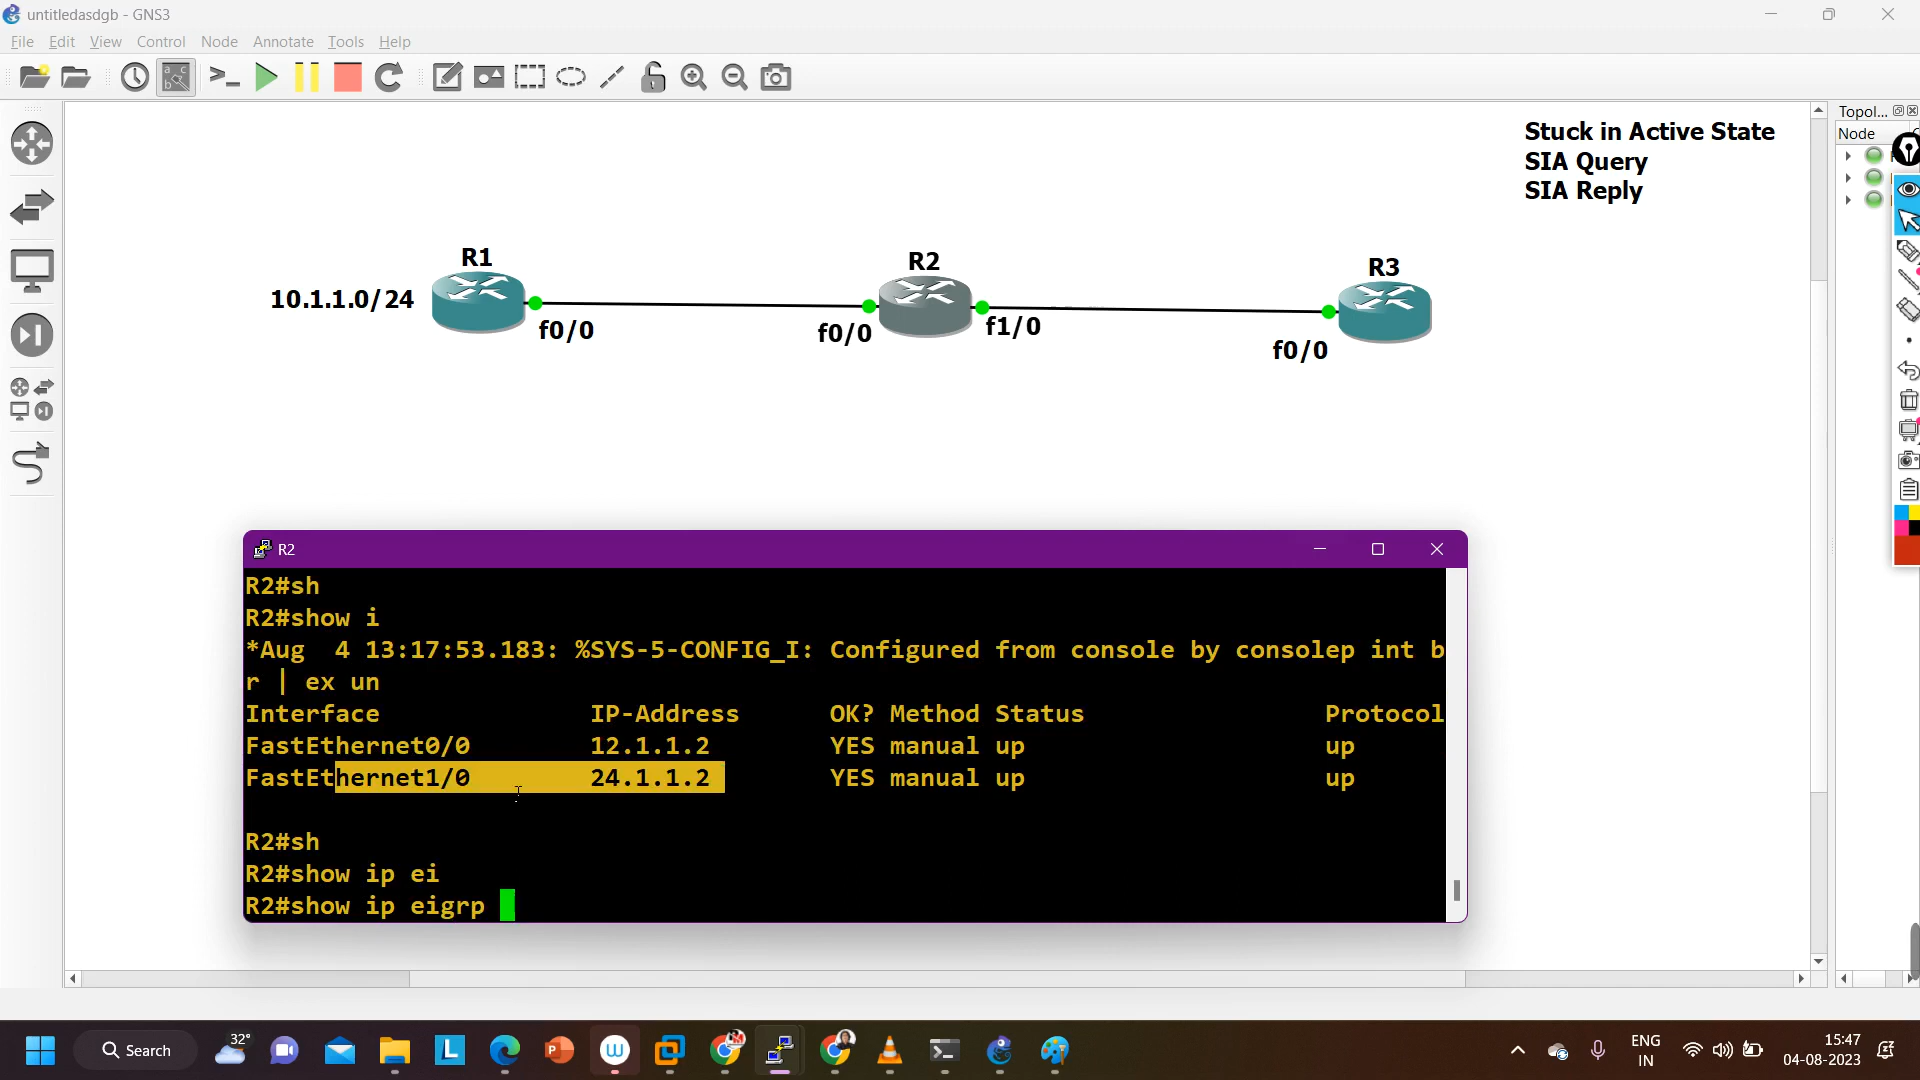 untitledasdgb - GNS3
File Edit View Control Node Annotate Tools Help
Topol...
Node
Stuck in Active State
SIA Query
SIA Reply
R1
R2
R3
10.1.1.0/24
f0/0
f0/0
f1/0
f0/0
R2
R2#sh
R2#show i
*Aug  4 13:17:53.183: %SYS-5-CONFIG_I: Configured from console by consolep int b
r | ex un
Interface IP-Address OK? Method Status Protocol
FastEthernet0/0 12.1.1.2 YES manual up up
FastEthernet1/0 24.1.1.2 YES manual up up
R2#sh
R2#show ip ei
R2#show ip eigrp
Search
32°
ENG
IN
15:47
04-08-2023